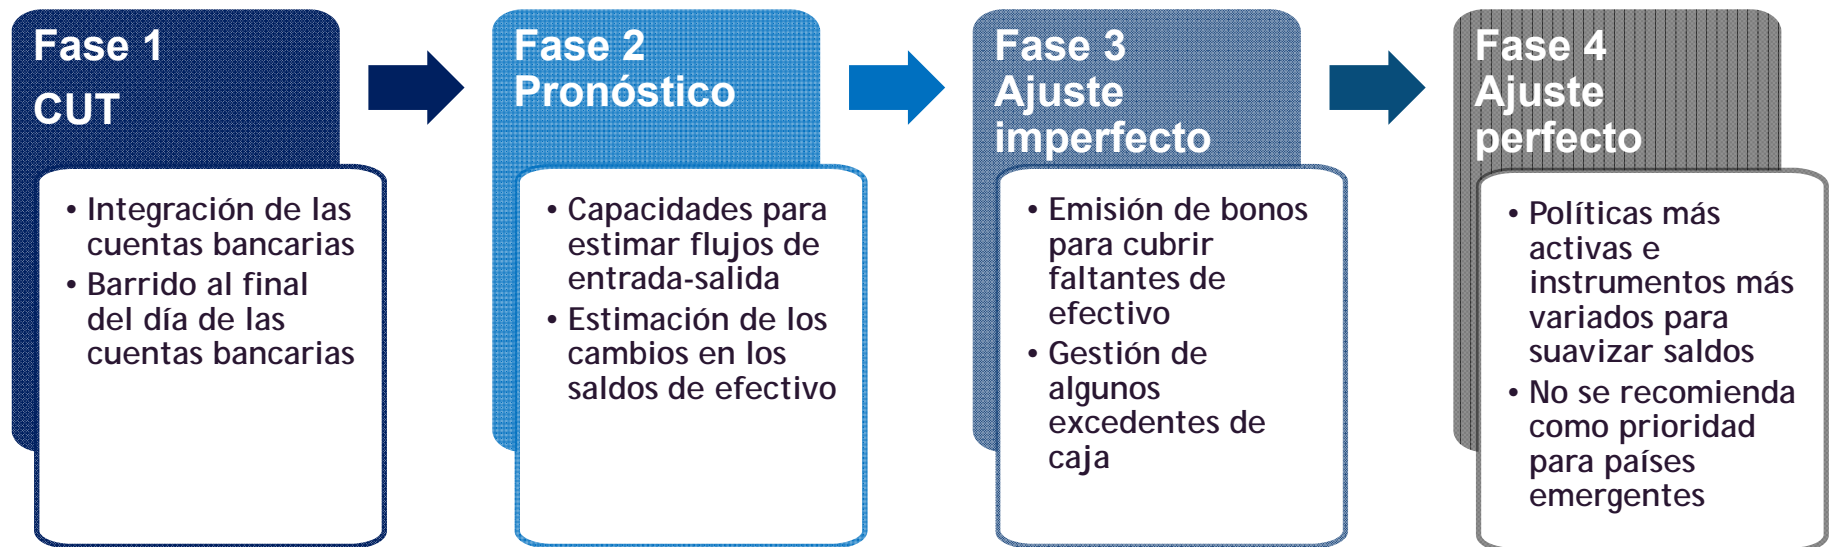 Fase 1
CUT
• Integración de las
cuentas bancarias
• Barrido al final
del día de las
cuentas bancarias
Fase 2
Pronóstico
• Capacidades para
estimar flujos de
entrada-salida
• Estimación de los
cambios en los
saldos de efectivo
Fase 3
Ajuste
imperfecto
• Emisión de bonos
para cubrir
faltantes de
efectivo
• Gestión de
algunos
excedentes de
caja
Fase 4
Ajuste
perfecto
• Políticas más
activas e
instrumentos más
variados para
suavizar saldos
• No se recomienda
como prioridad
para países
emergentes